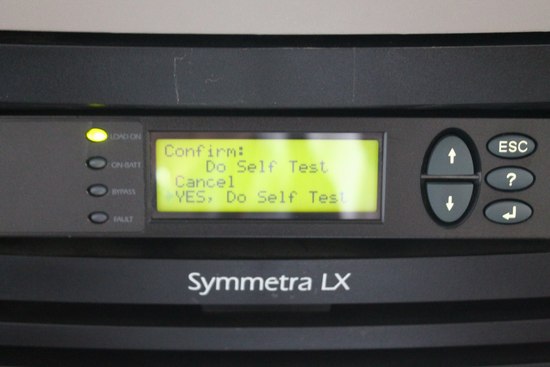 LOAD ON
ON-BATT
BYPASS
FAULT
Confirm:
Do Self Test
Cancel
YES, Do Self Test
ESC
?
Symmetra LX